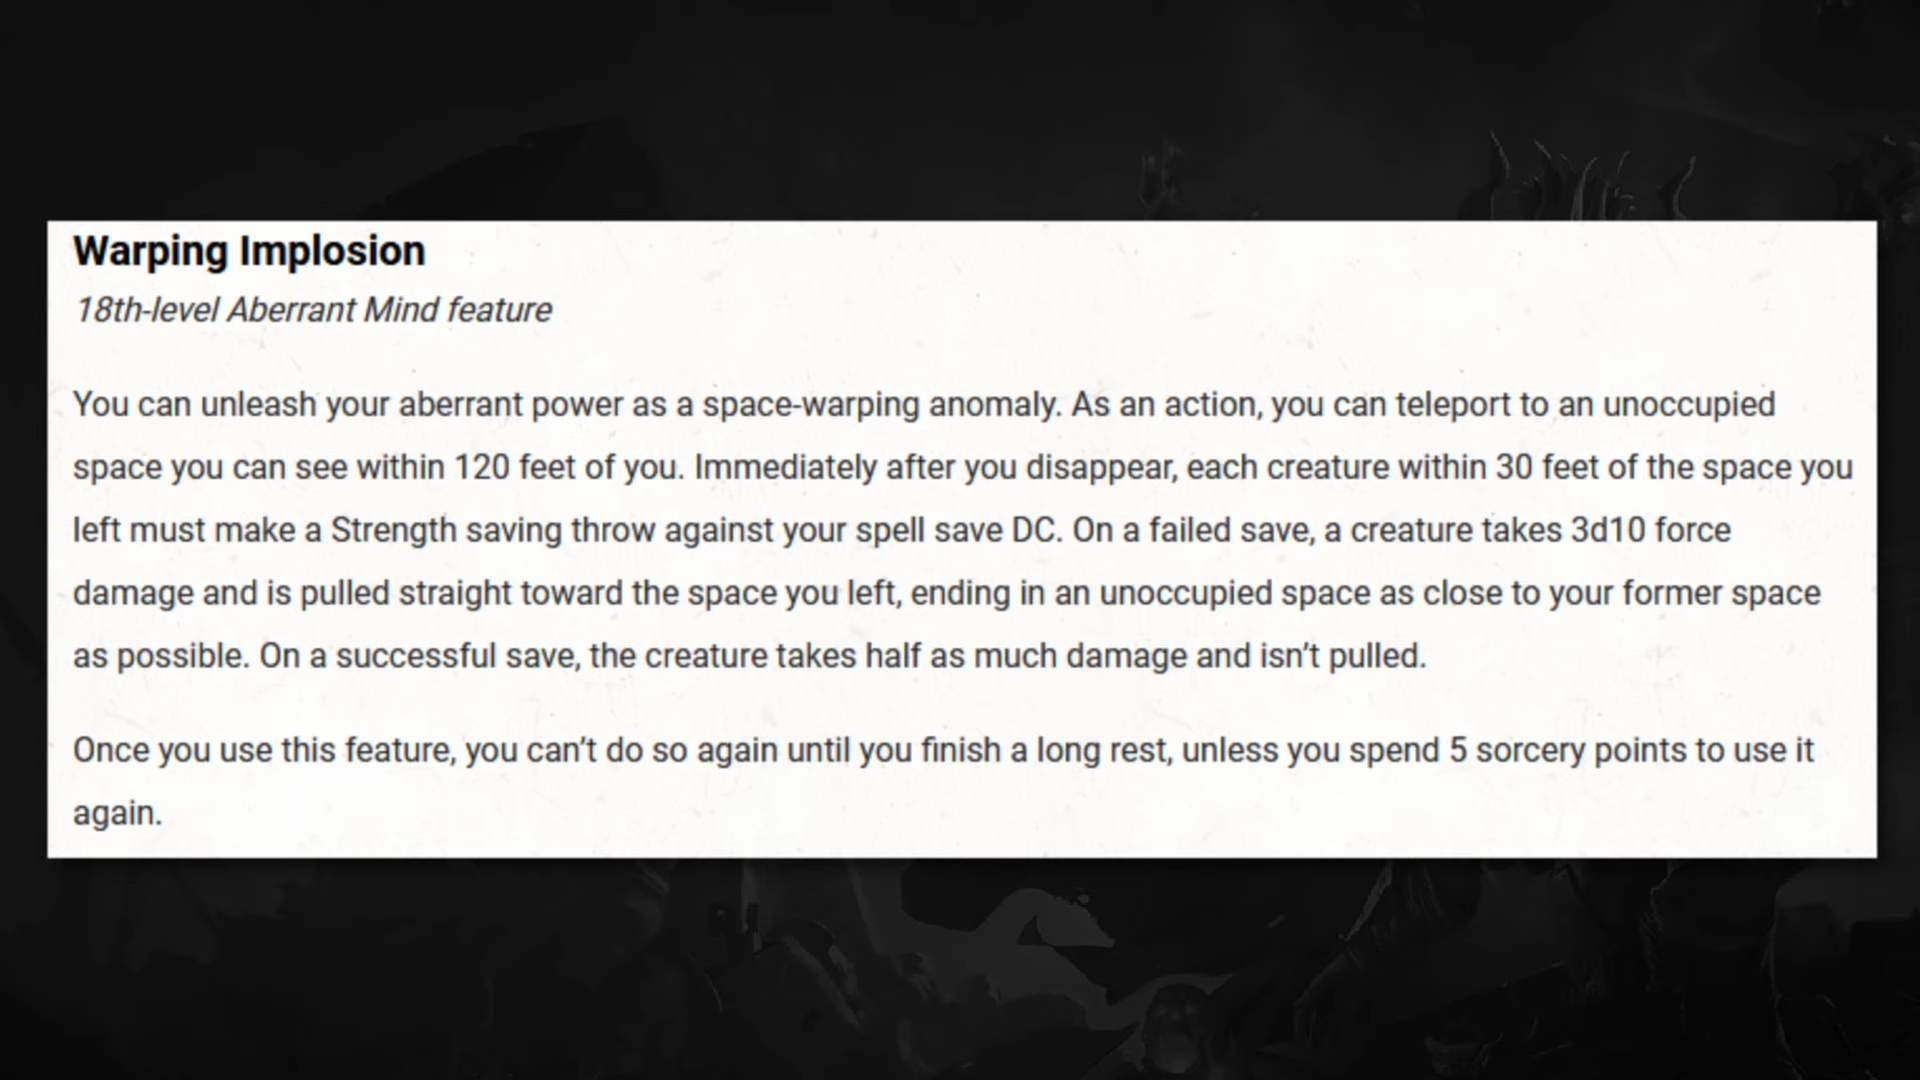 Warping Implosion
18th-level Aberrant Mind feature
You can unleash your aberrant power as a space-warping anomaly. As an action, you can teleport to an unoccupied
space you can see within 120 feet of you. Immediately after you disappear, each creature within 30 feet of the space you
left must make a Strength saving throw against your spell save DC. On a failed save, a creature takes 3d10 force
damage and is pulled straight toward the space you left, ending in an unoccupied space as close to your former space
as possible. On a successful save, the creature takes half as much damage and isn’t pulled.
Once you use this feature, you can’t do so again until you finish a long rest, unless you spend 5 sorcery points to use it
again.